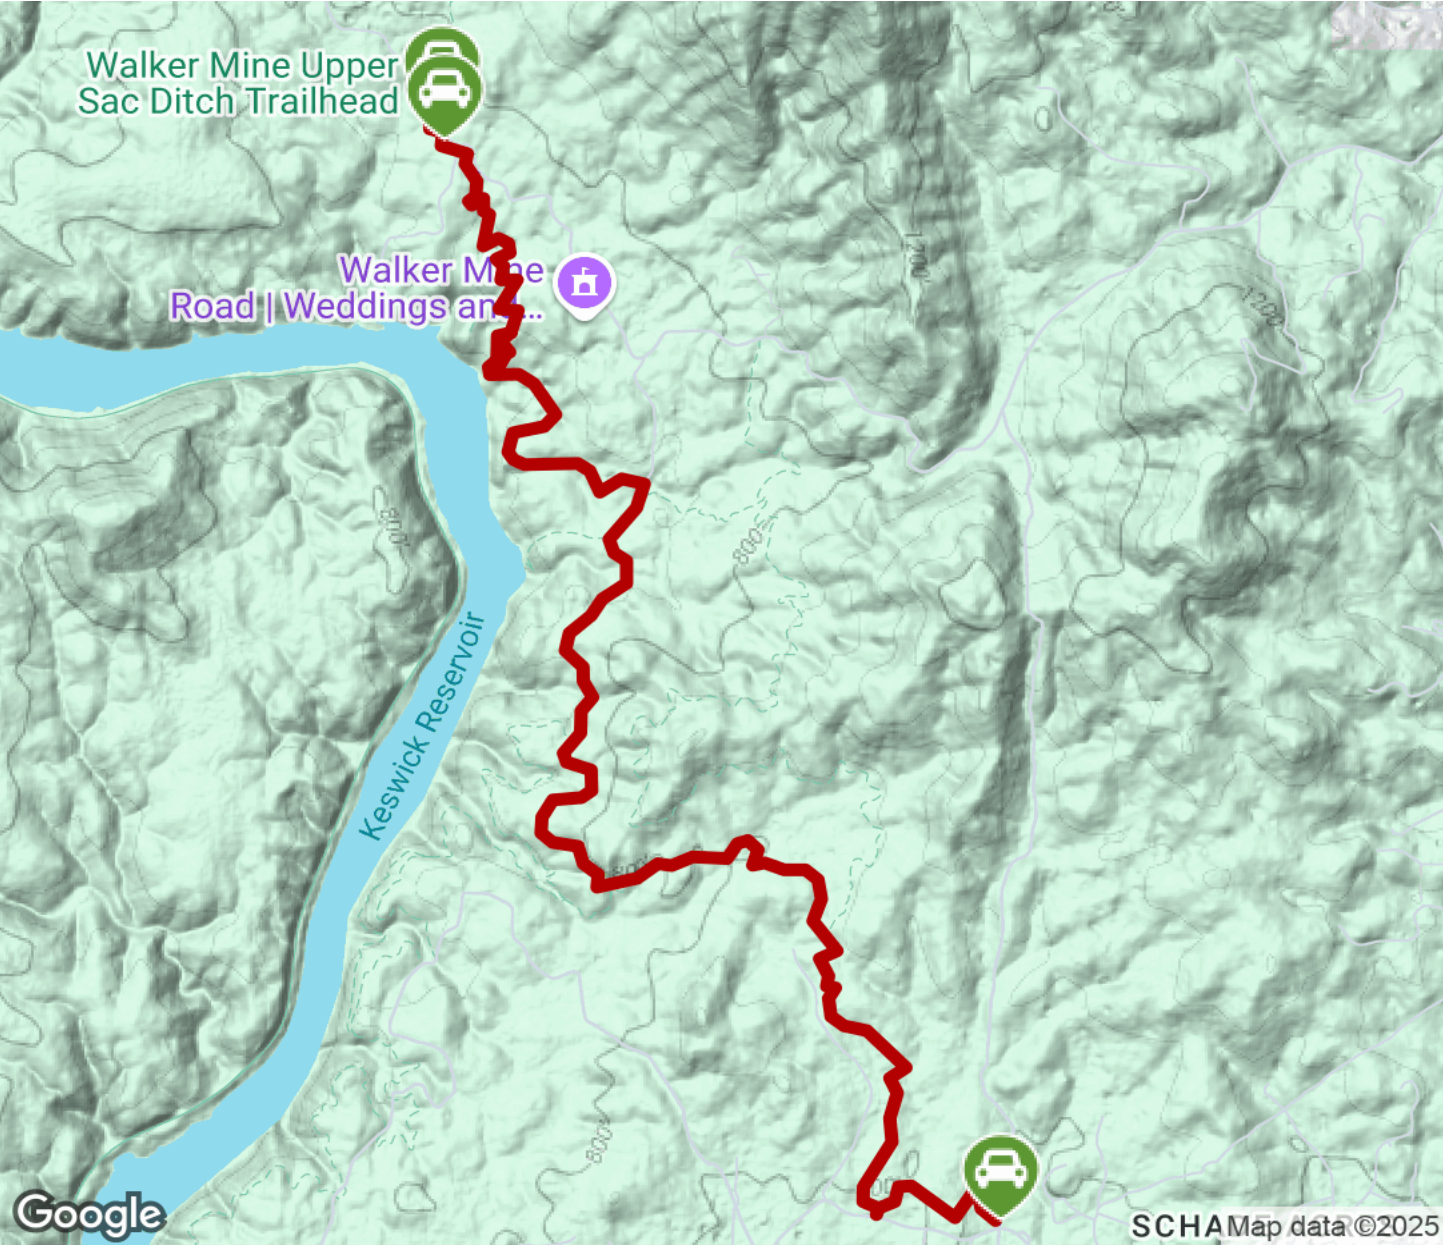 Walker Mine Upper
Sac Ditch Trailhead
1200'
Walker Mine
Road | Weddings an...
1200
800'
800'
Keswick Reservoir
800'
Google
Map data ©2025